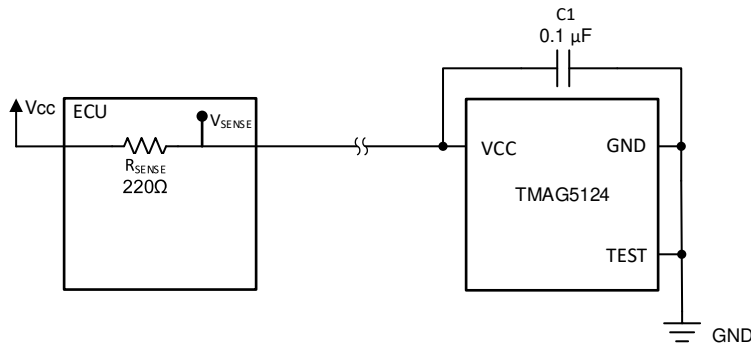 C1
0.1 µF
Vcc
ECU
VSENSE
RSENSE
220Ω
VCC
GND
TMAG5124
TEST
GND